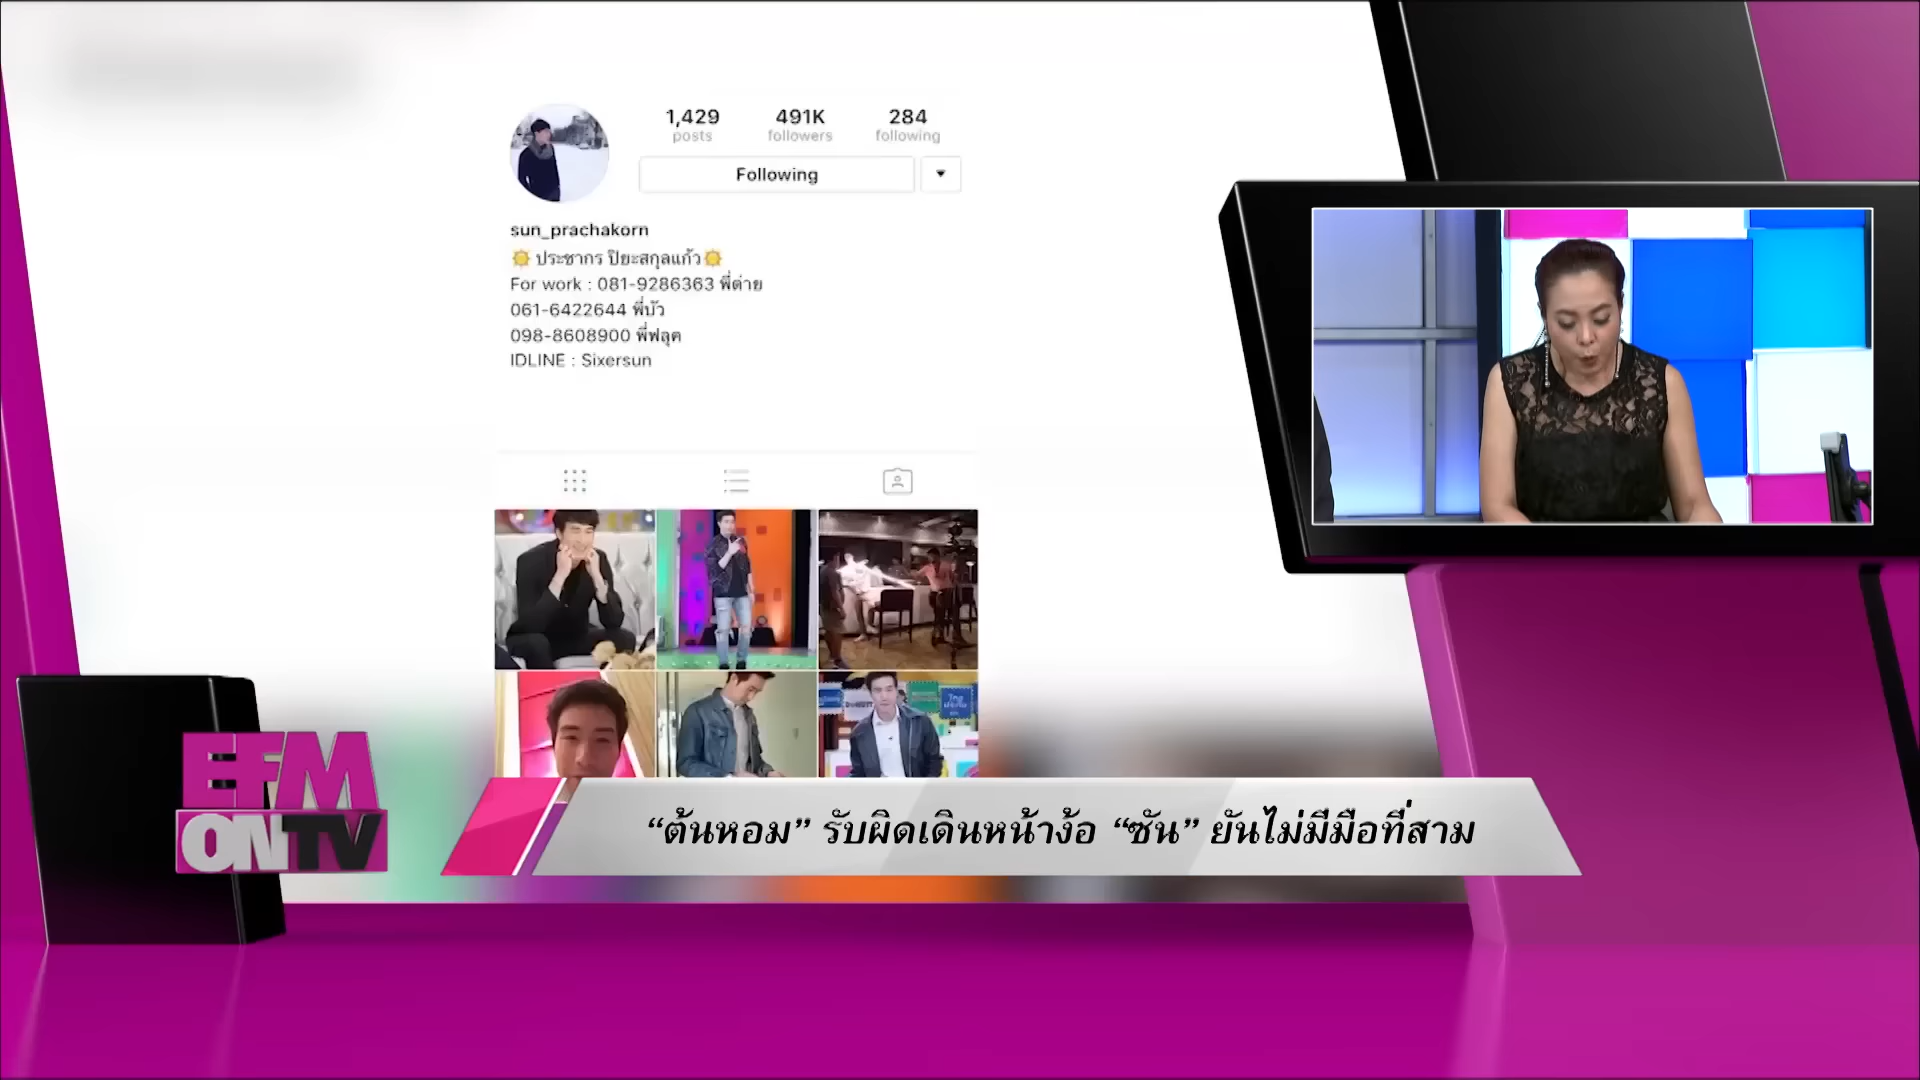 1,429 491K 284
posts followers following
Following
sun_prachakorn
ประชากร ปิยะสกุลแก้ว
For work : 081-9286363 พี่ต่าย
061-6422644 พี่บัว
098-8608900 พี่ฟลุค
IDLINE : Sixersun
EFM
ON TV
“ต้นหอม” รับผิดเดินหน้าง้อ “ซัน” ยันไม่มีมือที่สาม